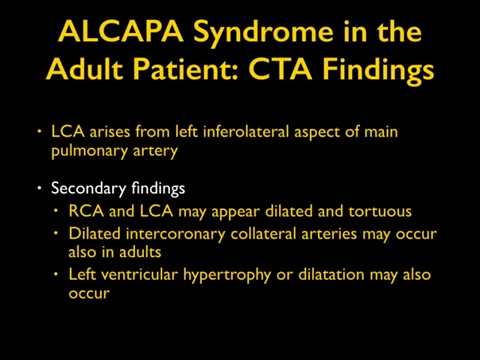 ALCAPA Syndrome in the
Adult Patient: CTA Findings
• LCA arises from left inferolateral aspect of main
pulmonary artery
• Secondary findings
• RCA and LCA may appear dilated and tortuous
• Dilated intercoronary collateral arteries may occur
also in adults
• Left ventricular hypertrophy or dilatation may also
occur